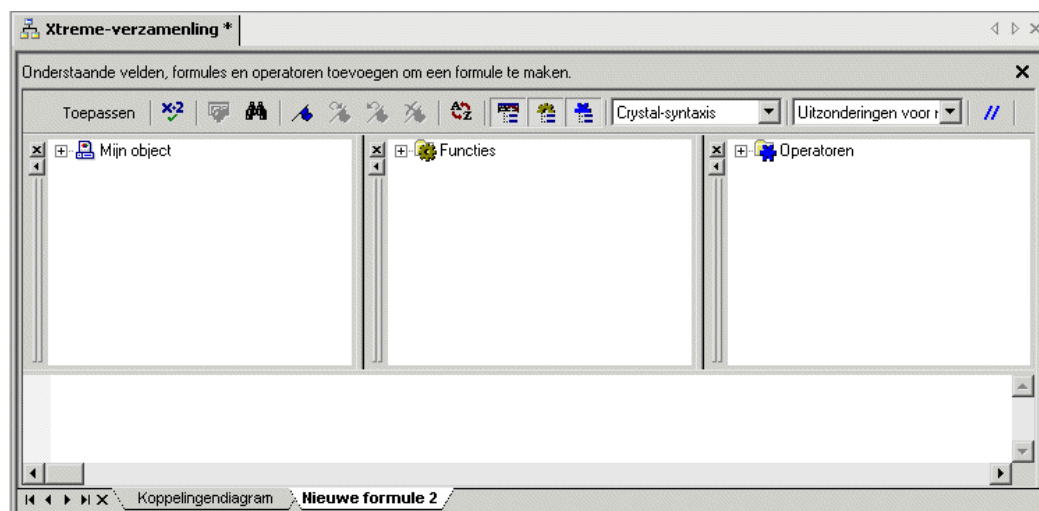 Xtreme-verzamenling *
Onderstaande velden, formules en operatoren toevoegen om een formule te maken.
Toepassen Crystal-syntaxis Uitzonderingen voor //
Mijn object Functies Operatoren
Koppelingendiagram Nieuwe formule 2